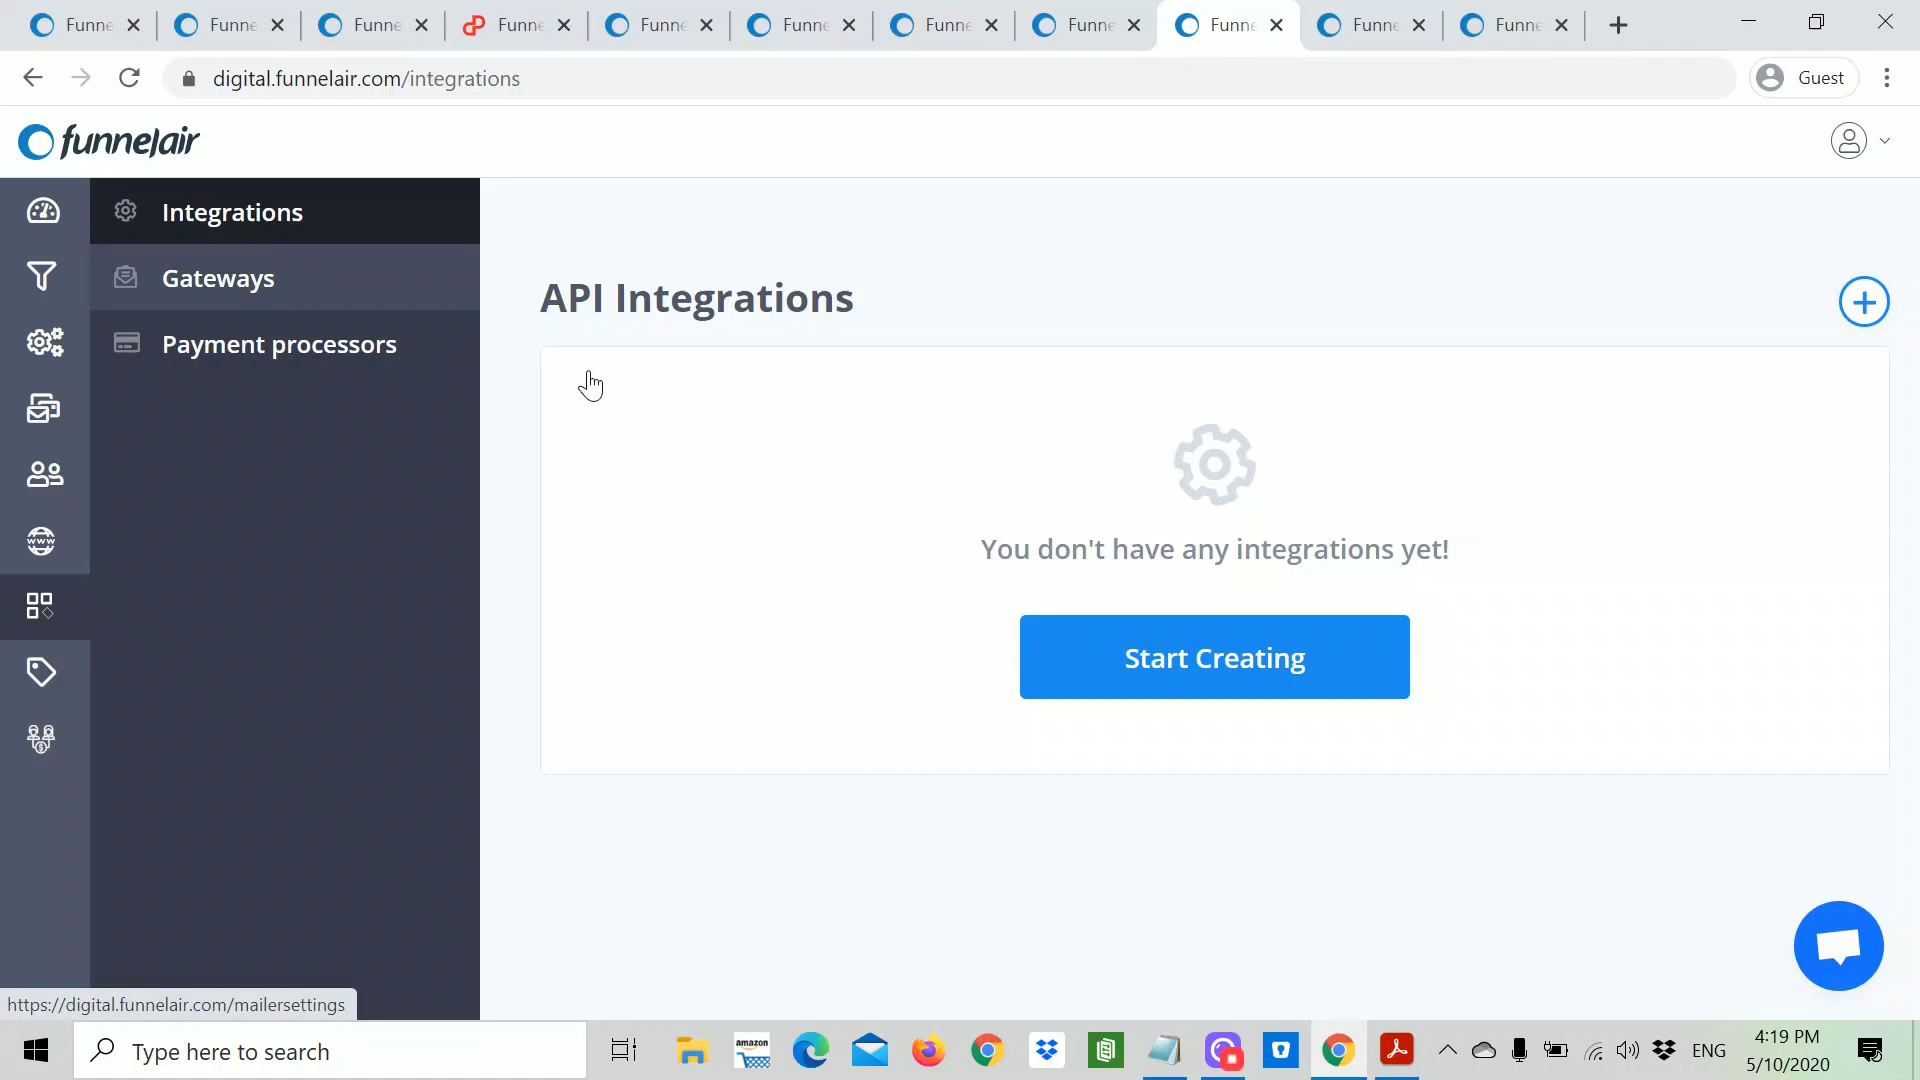 Funne Funne Funne Funne Funne Funne Funne Funne Funne Funne Funne
digital.funnelair.com/integrations
Guest
funnelair
Integrations
Gateways
Payment processors
API Integrations
You don't have any integrations yet!
Start Creating
https://digital.funnelair.com/mailersettings
Type here to search
amazon
ENG
4:19 PM
5/10/2020